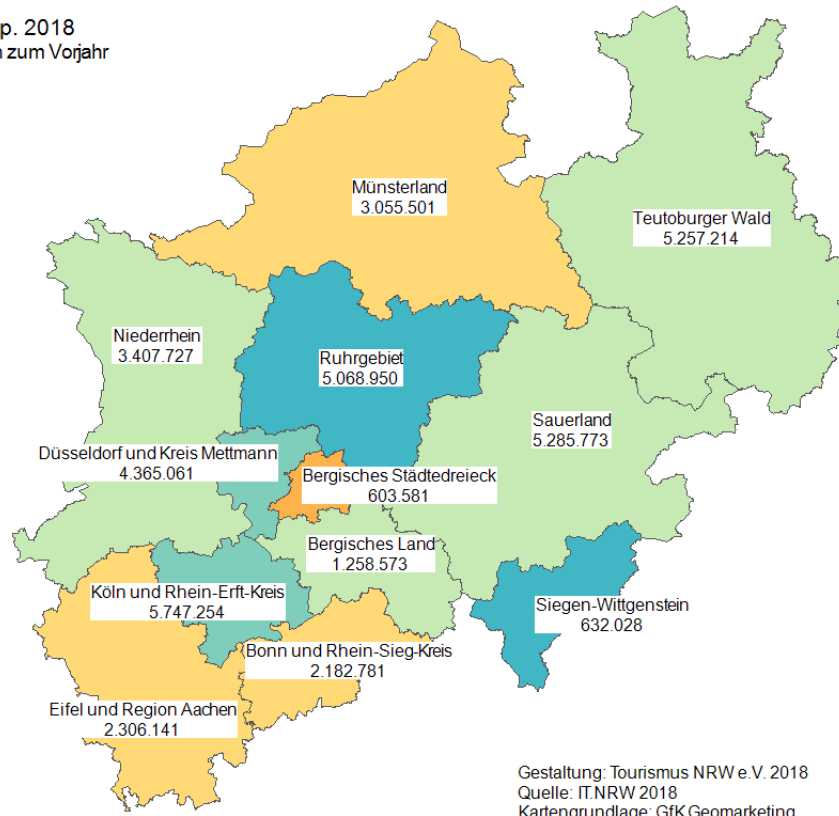 p. 2018
zum Vorjahr
Münsterland
3.055.501
Teutoburger Wald
5.257.214
Niederrhein
3.407.727
Ruhrgebiet
5.068.950
Sauerland
5.285.773
Düsseldorf und Kreis Mettmann
4.365.061
Bergisches Städtedreieck
603.581
Bergisches Land
1.258.573
Köln und Rhein-Erft-Kreis
5.747.254
Siegen-Wittgenstein
632.028
Bonn und Rhein-Sieg-Kreis
2.182.781
Eifel und Region Aachen
2.306.141
Gestaltung: Tourismus NRW e.V. 2018
Quelle: IT.NRW 2018
Kartengrundlage: GfK Geomarketing